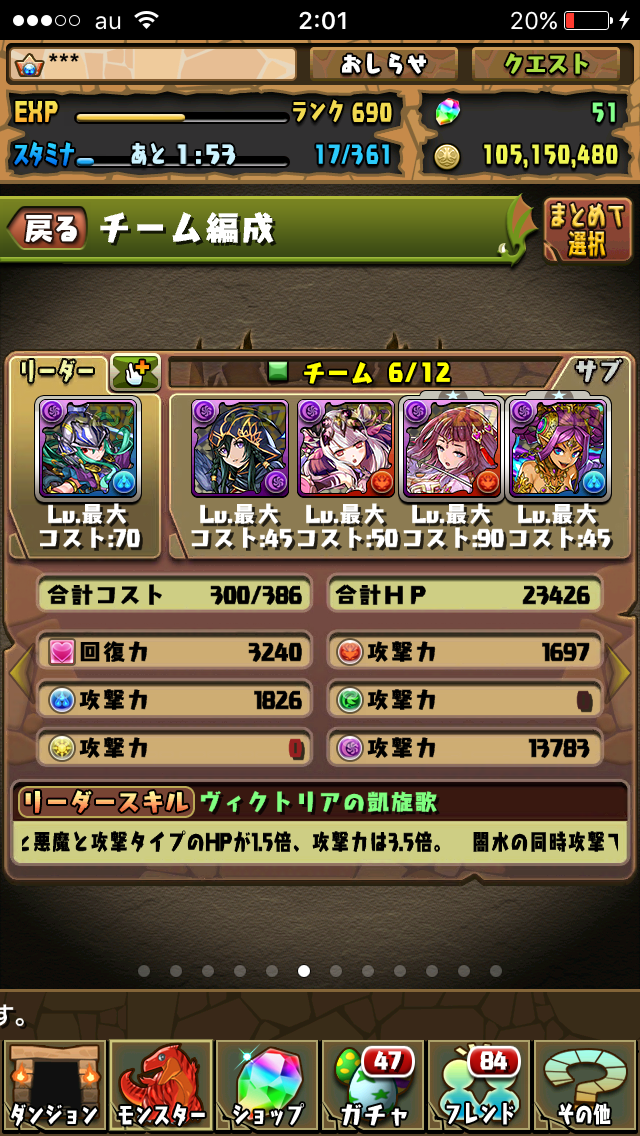 au 2:01 20%
*** おしらせ クエスト
EXP ランク 690 51
スタミナ あと 1:53 17/361 105,150,480
戻る チーム編成 まとめて選択
リーダー チーム 6/12 サブ
Lv.最大 Lv.最大 Lv.最大 Lv.最大 Lv.最大
コスト:70 コスト:45 コスト:50 コスト:90 コスト:45
合計コスト 300/386 合計HP 23426
回復力 3240 攻撃力 1697
攻撃力 1826 攻撃力 0
攻撃力 0 攻撃力 13783
リーダースキル ヴィクトリアの凱旋歌
と悪魔と攻撃タイプのHPが1.5倍、攻撃力は3.5倍。 闇水の同時攻撃で
す。
47 84
ダンジョン モンスター ショップ ガチャ フレンド その他